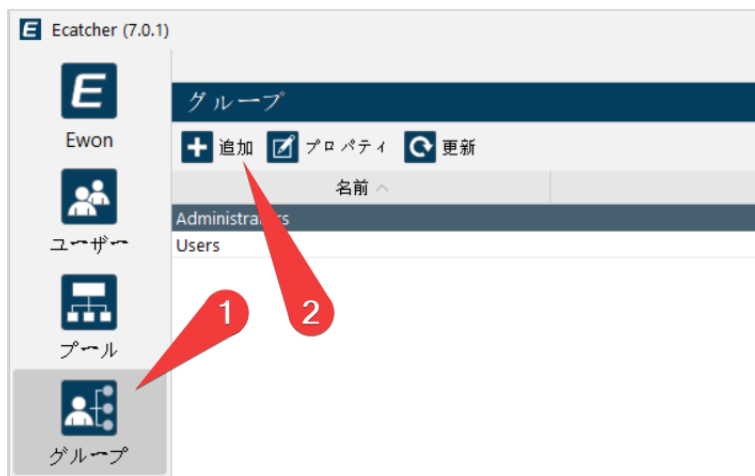 Ecatcher (7.0.1)
Ewon
ユーザー
プール
グループ
グループ
追加 プロパティ 更新
名前
Administrators
Users
1
2